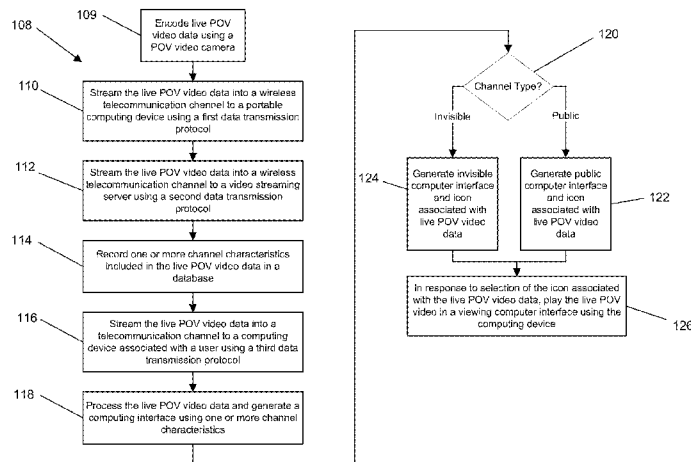 108
109
Encode live POV
video data using a
POV video camera
110
Stream the live POV video data into a wireless
telecommunication channel to a portable
computing device using a first data transmission
protocol
112
Stream the live POV video data into a wireless
telecommunication channel to a video streaming
server using a second data transmission
protocol
114
Record one or more channel characteristics
included in the live POV video data in a
database
116
Stream the live POV video data into a
telecommunication channel to a computing
device associated with a user using a third data
transmission protocol
118
Process the live POV video data and generate a
computing interface using one or more channel
characteristics
120
Channel Type?
Invisible
Public
124
Generate invisible
computer interface
and icon
associated with
live POV video
data
122
Generate public
computer interface
and icon
associated with
live POV video
data
In response to selection of the icon associated
with the live POV video data, play the live POV
video in a viewing computer interface using the
computing device
126